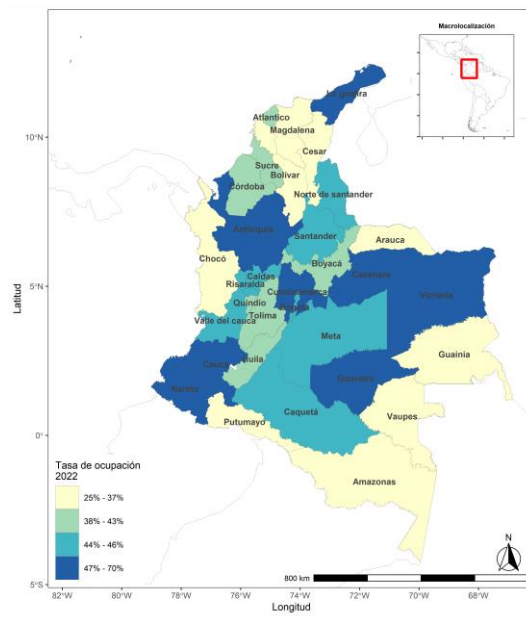 Macrolocalización
10°N
5°N
0°
5°S
Latitud
La guajira
Atlantico
Magdalena
Cesar
Sucre
Bolívar
Córdoba
Norte de santander
Antioquia
Santander
Arauca
Chocó
Boyacá
Casanare
Caldas
Risaralda
Cundinamarca
Vichada
Quindio
Bogotá
Tolima
Valle del cauca
Meta
Guainia
Cauca
Huila
Guaviare
Nariño
Caquetá
Vaupes
Putumayo
Amazonas
Tasa de ocupación
2022
25% - 37%
38% - 43%
44% - 46%
47% - 70%
N
800 km
82°W 80°W 78°W 76°W 74°W 72°W 70°W 68°W
Longitud